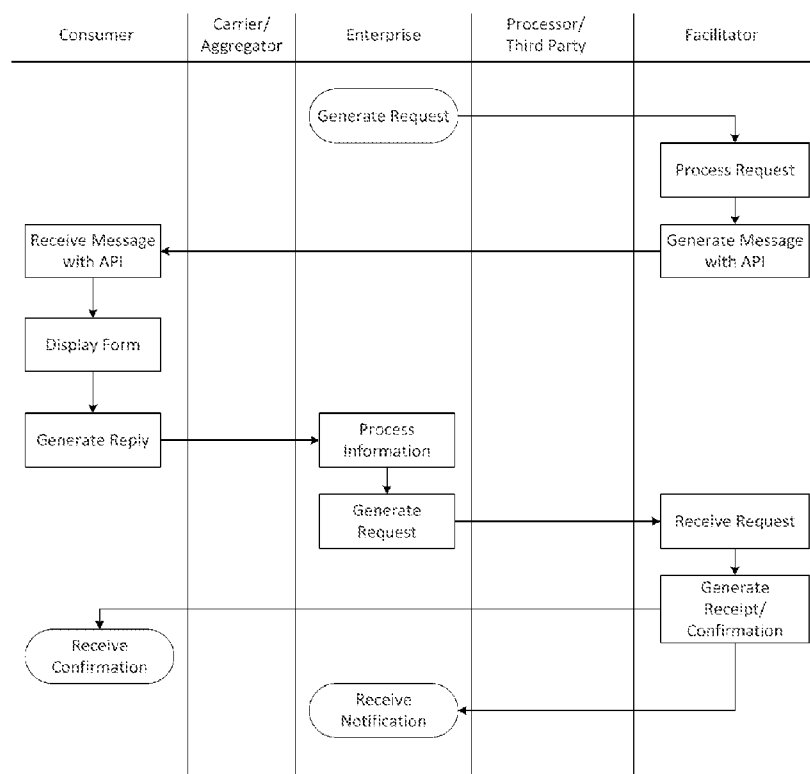 Consumer
Carrier/
Aggregator
Enterprise
Processor/
Third Party
Facilitator
Generate Request
Process Request
Receive Message
with API
Generate Message
with API
Display Form
Generate Reply
Process
Information
Generate
Request
Receive Request
Generate
Receipt/
Confirmation
Receive
Confirmation
Receive
Notification